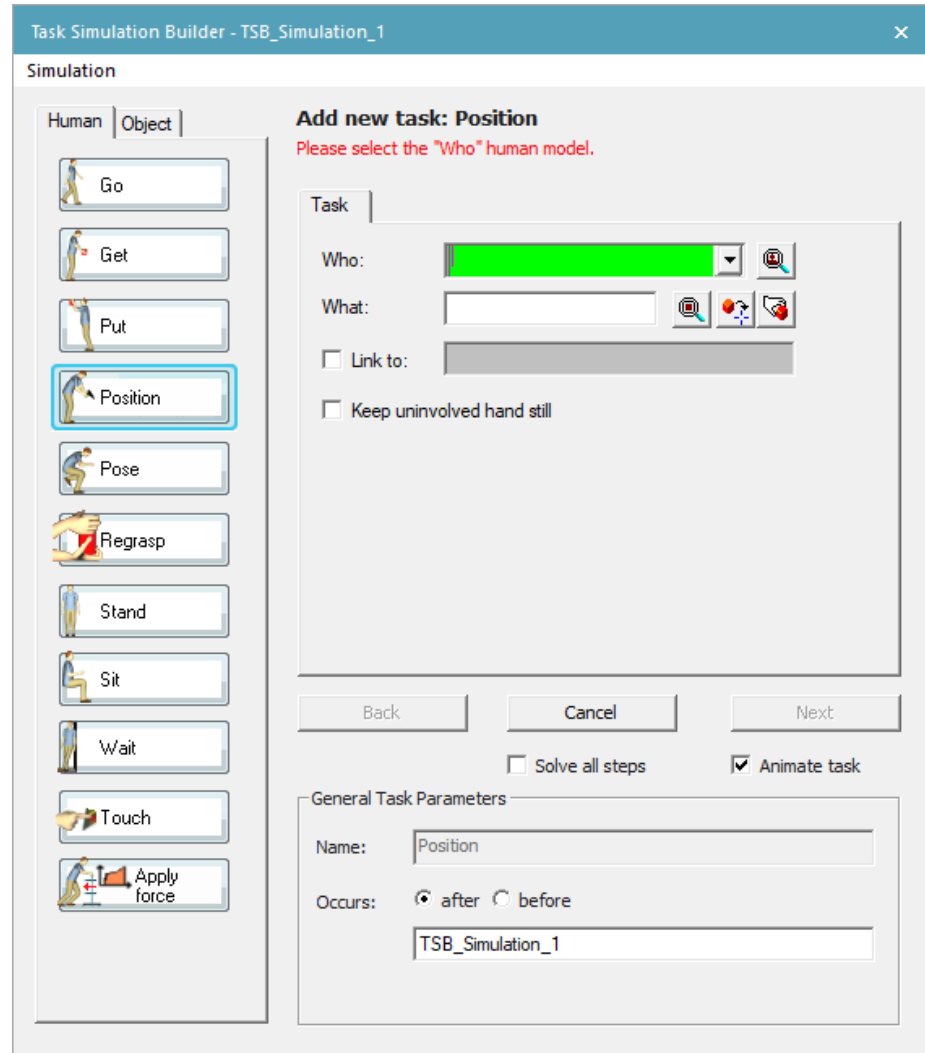 Task Simulation Builder - TSB_Simulation_1
Simulation
Human Object
Go
Get
Put
Position
Pose
Regrasp
Stand
Sit
Wait
Touch
Apply
force
Add new task: Position
Please select the "Who" human model.
Task
Who:
What:
Link to:
Keep uninvolved hand still
Back Cancel Next
Solve all steps Animate task
General Task Parameters
Name: Position
Occurs: after before
TSB_Simulation_1